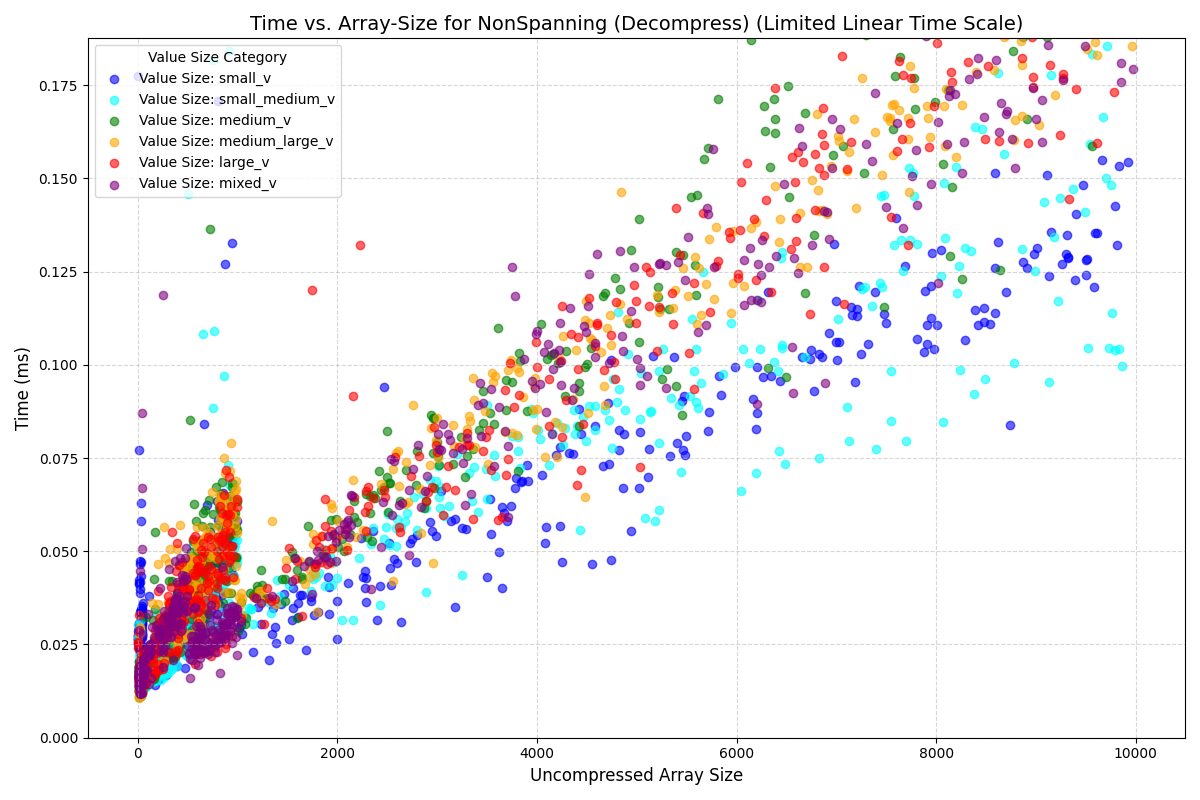 Time vs. Array-Size for NonSpanning (Decompress) (Limited Linear Time Scale)
Value Size Category
Value Size: small_v
Value Size: small_medium_v
Value Size: medium_v
Value Size: medium_large_v
Value Size: large_v
Value Size: mixed_v
Time (ms)
0.175
0.150
0.125
0.100
0.075
0.050
0.025
0.000
0
2000
4000
6000
8000
10000
Uncompressed Array Size